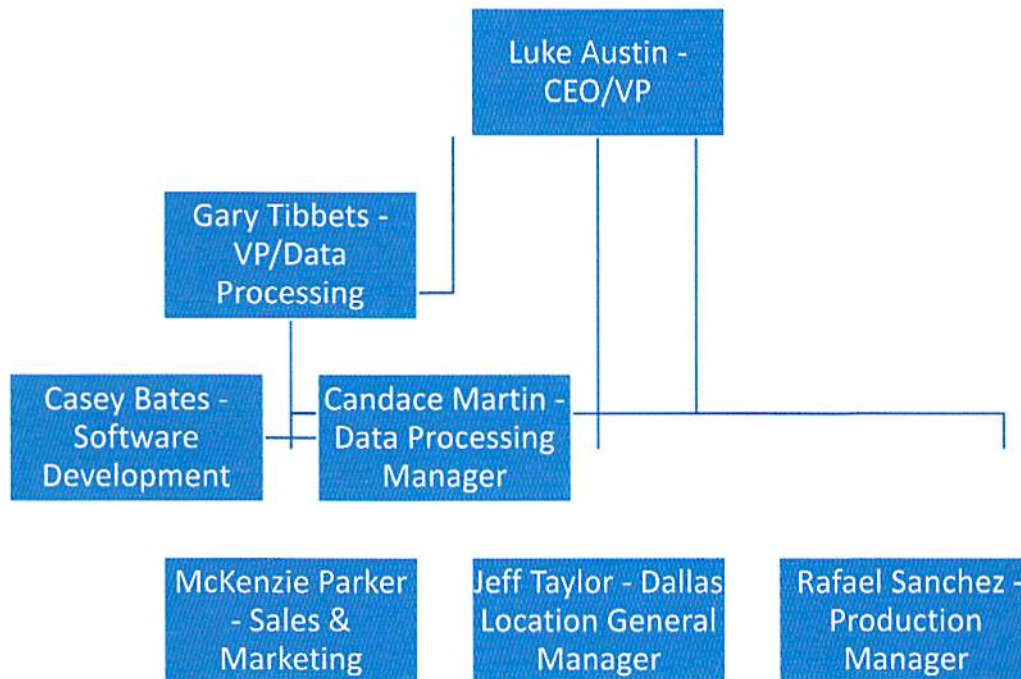 Luke Austin -
CEO/VP
Gary Tibbets -
VP/Data
Processing
Casey Bates -
Software
Development
Candace Martin -
Data Processing
Manager
McKenzie Parker
- Sales &
Marketing
Jeff Taylor - Dallas
Location General
Manager
Rafael Sanchez -
Production
Manager